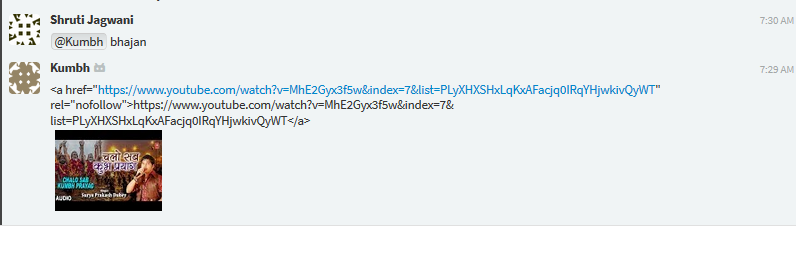 Shruti Jagwani 7:30 AM
@Kumbh bhajan
Kumbh 7:29 AM
<a href="https://www.youtube.com/watch?v=MhE2Gyx3f5w&index=7&list=PLyXHXSHxLqKxAFacjq0IRqYHjwkivQyWT"
rel="nofollow">https://www.youtube.com/watch?v=MhE2Gyx3f5w&index=7&
list=PLyXHXSHxLqKxAFacjq0IRqYHjwkivQyWT</a>
चलो सब
कुम्भ प्रयाग
CHALO SAB
KUMBH PRAYAG
Surya Prakash Dubey
AUDIO